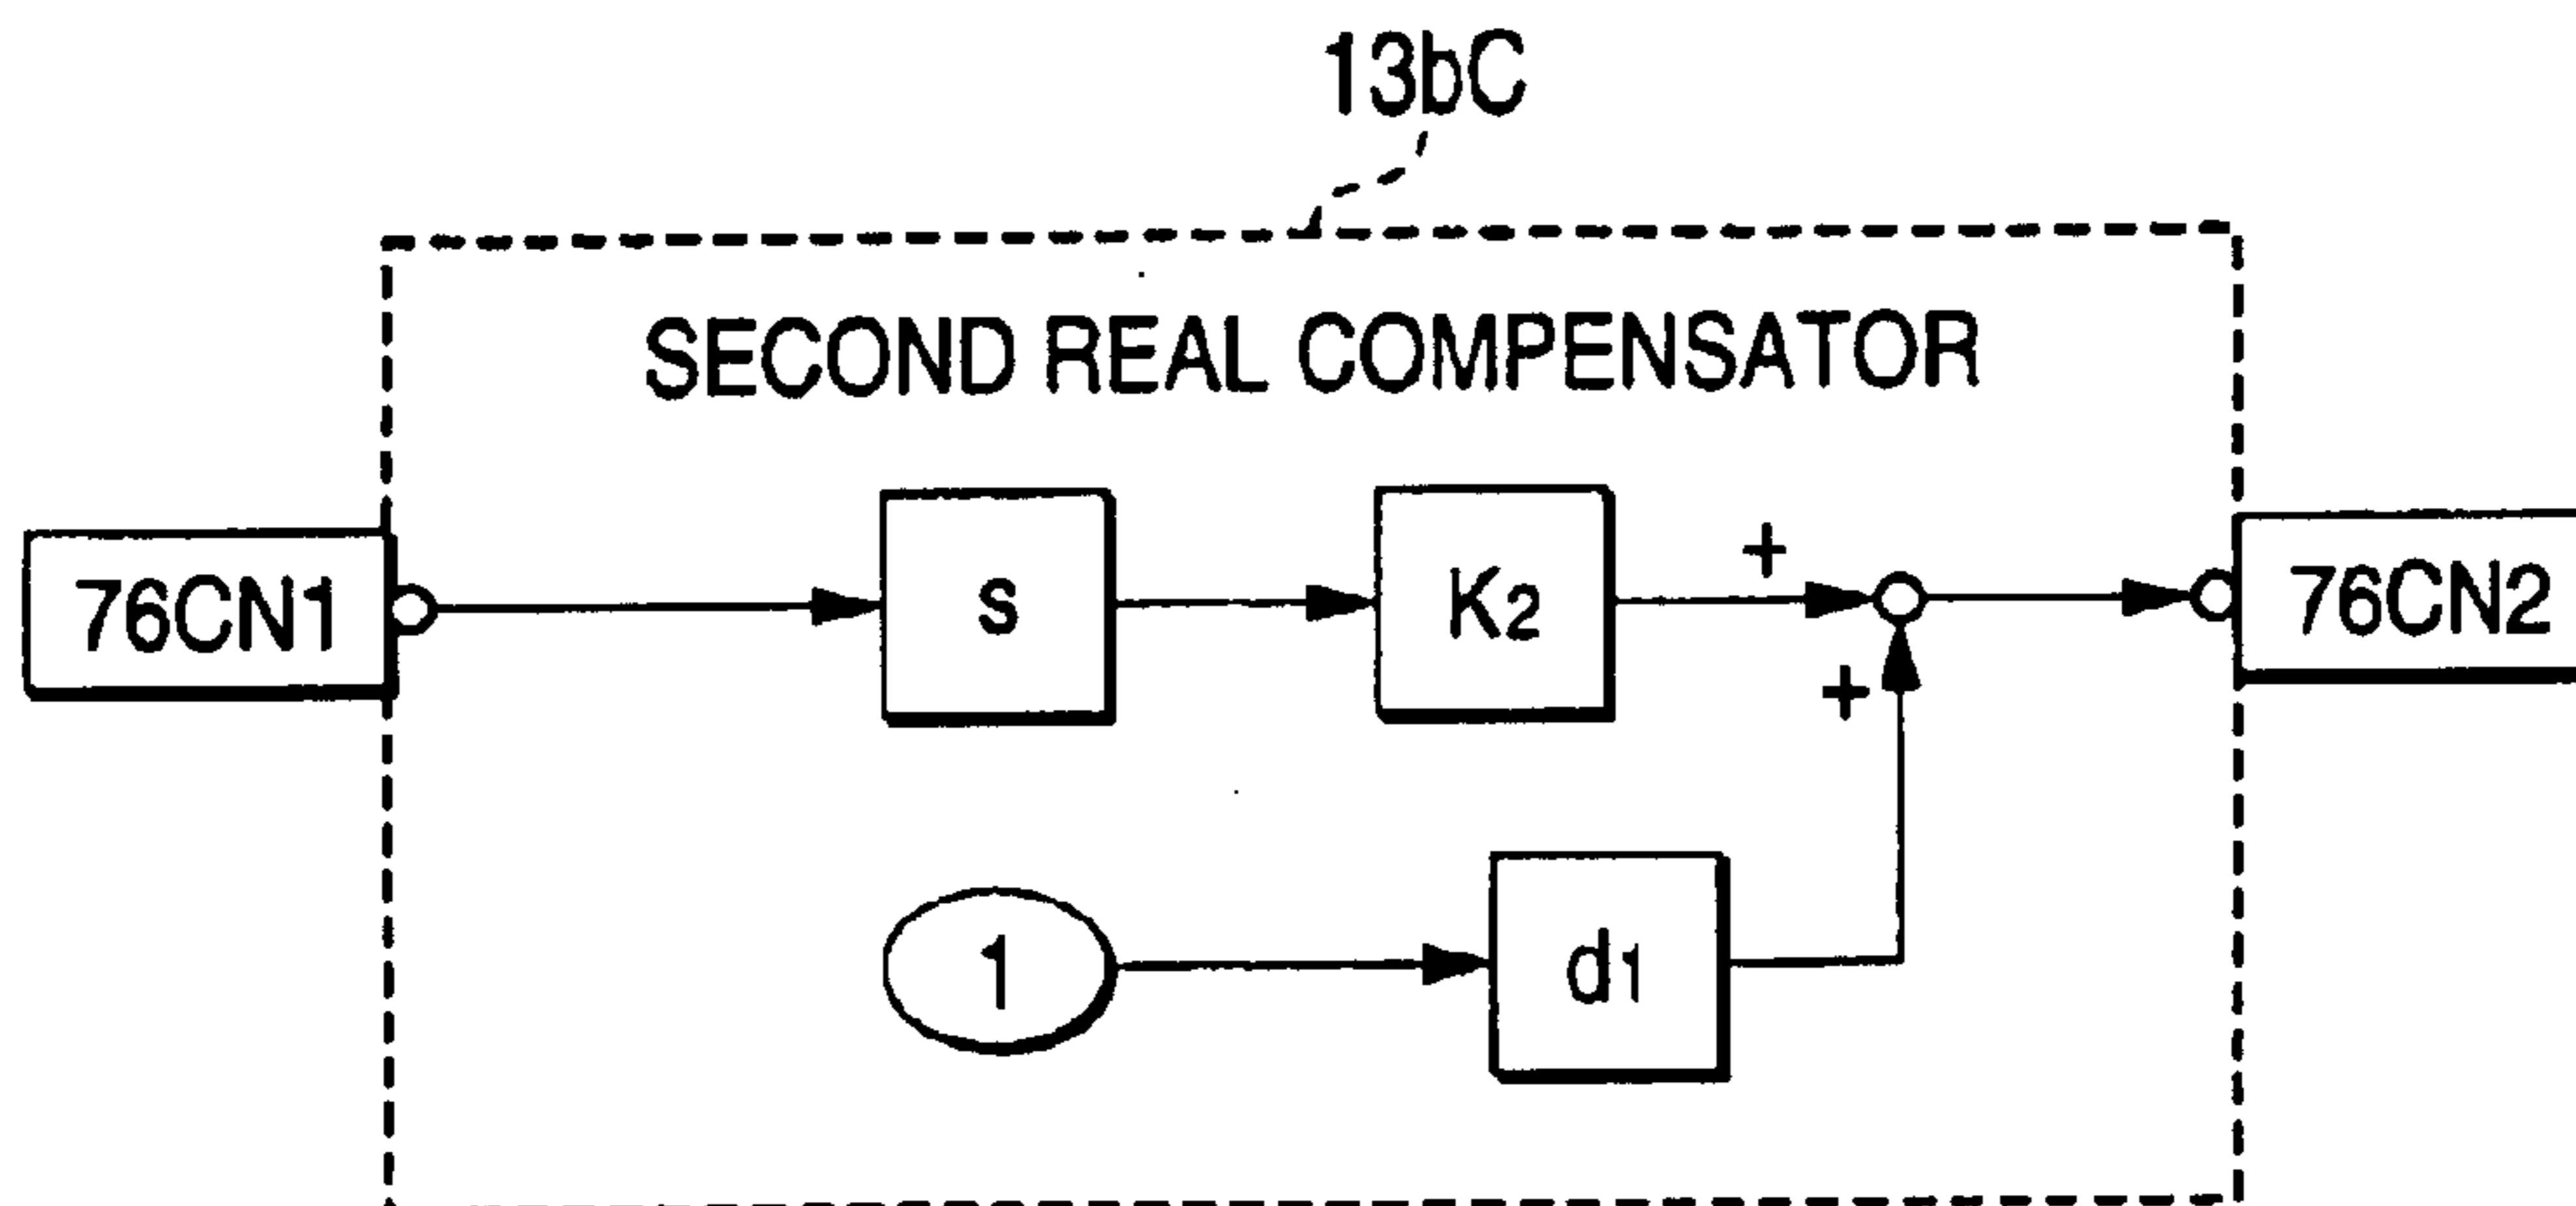 13bC
SECOND REAL COMPENSATOR
76CN1
s
K2
+
76CN2
+
1
d1